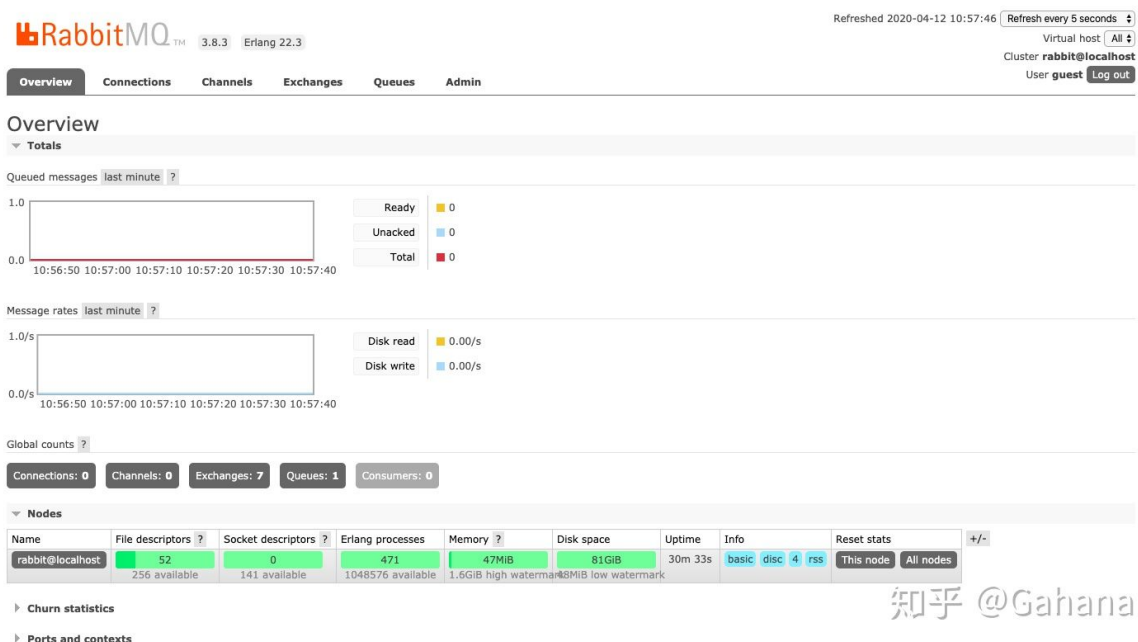 Refreshed 2020-04-12 10:57:46 Refresh every 5 seconds
RabbitMQ TM 3.8.3 Erlang 22.3
Virtual host All
Cluster rabbit@localhost
User guest Log out
Overview Connections Channels Exchanges Queues Admin
Overview
Totals
Queued messages last minute ?
1.0
0.0
10:56:50 10:57:00 10:57:10 10:57:20 10:57:30 10:57:40
Ready 0
Unacked 0
Total 0
Message rates last minute ?
1.0/s
0.0/s
10:56:50 10:57:00 10:57:10 10:57:20 10:57:30 10:57:40
Disk read 0.00/s
Disk write 0.00/s
Global counts ?
Connections: 0 Channels: 0 Exchanges: 7 Queues: 1 Consumers: 0
Nodes
Name File descriptors ? Socket descriptors ? Erlang processes Memory ? Disk space Uptime Info Reset stats +/-
rabbit@localhost 52 0 471 47MiB 81GiB 30m 33s basic disc 4 rss This node All nodes
256 available 141 available 1048576 available 1.6GiB high watermark 48MiB low watermark
Churn statistics
Ports and contexts
知乎 @Gahana